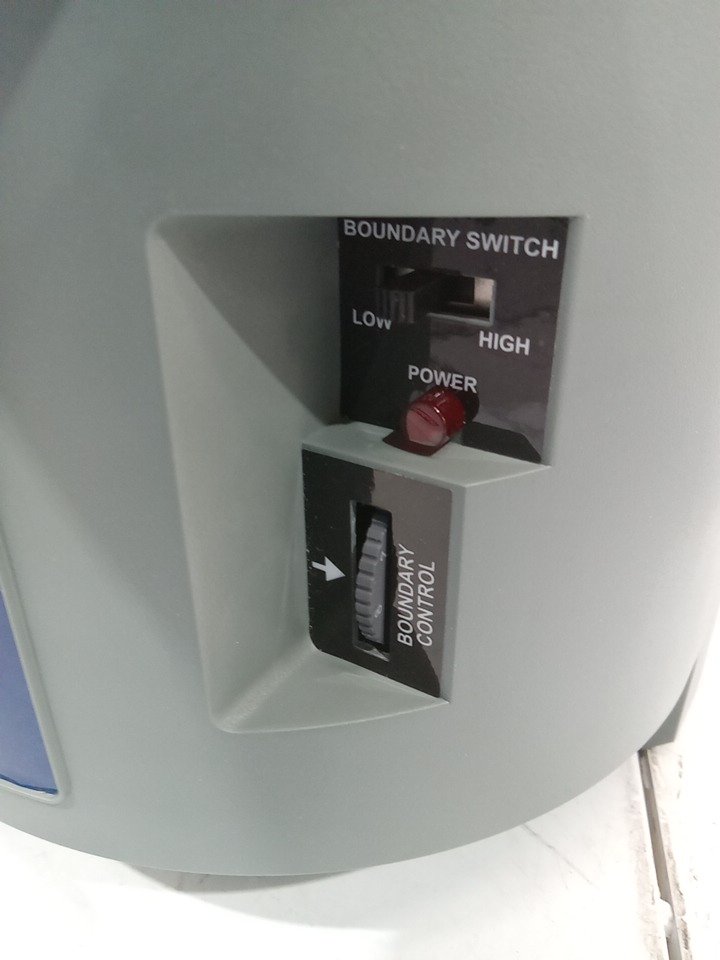 BOUNDARY SWITCH
LOW
HIGH
POWER
BOUNDARY
CONTROL